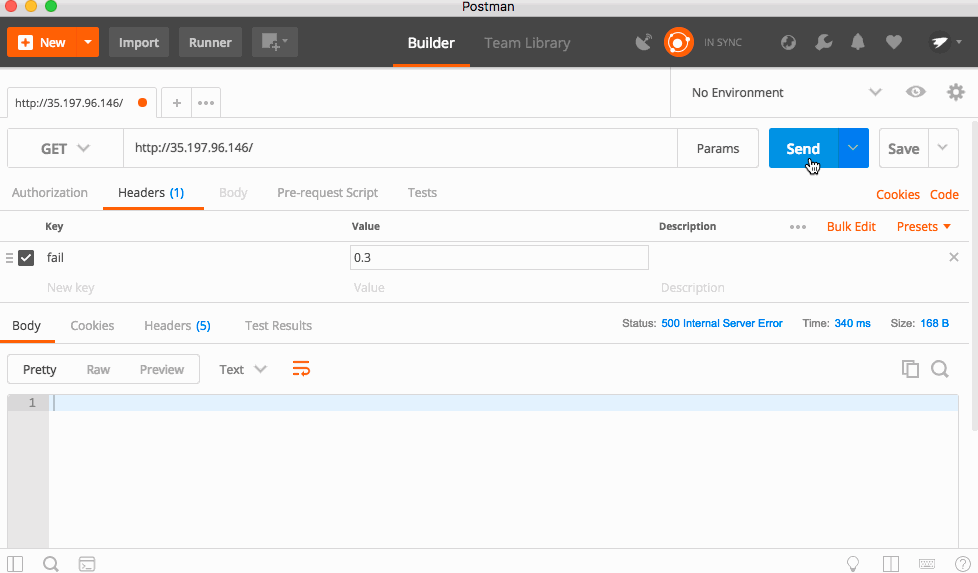 Postman
New Import Runner Builder Team Library IN SYNC
http://35.197.96.146/ + ••• No Environment
GET http://35.197.96.146/ Params Send Save
Authorization Headers (1) Body Pre-request Script Tests Cookies Code
Key Value Description ••• Bulk Edit Presets
fail 0.3
New key Value Description
Body Cookies Headers (5) Test Results Status: 500 Internal Server Error Time: 340 ms Size: 168 B
Pretty Raw Preview Text
1